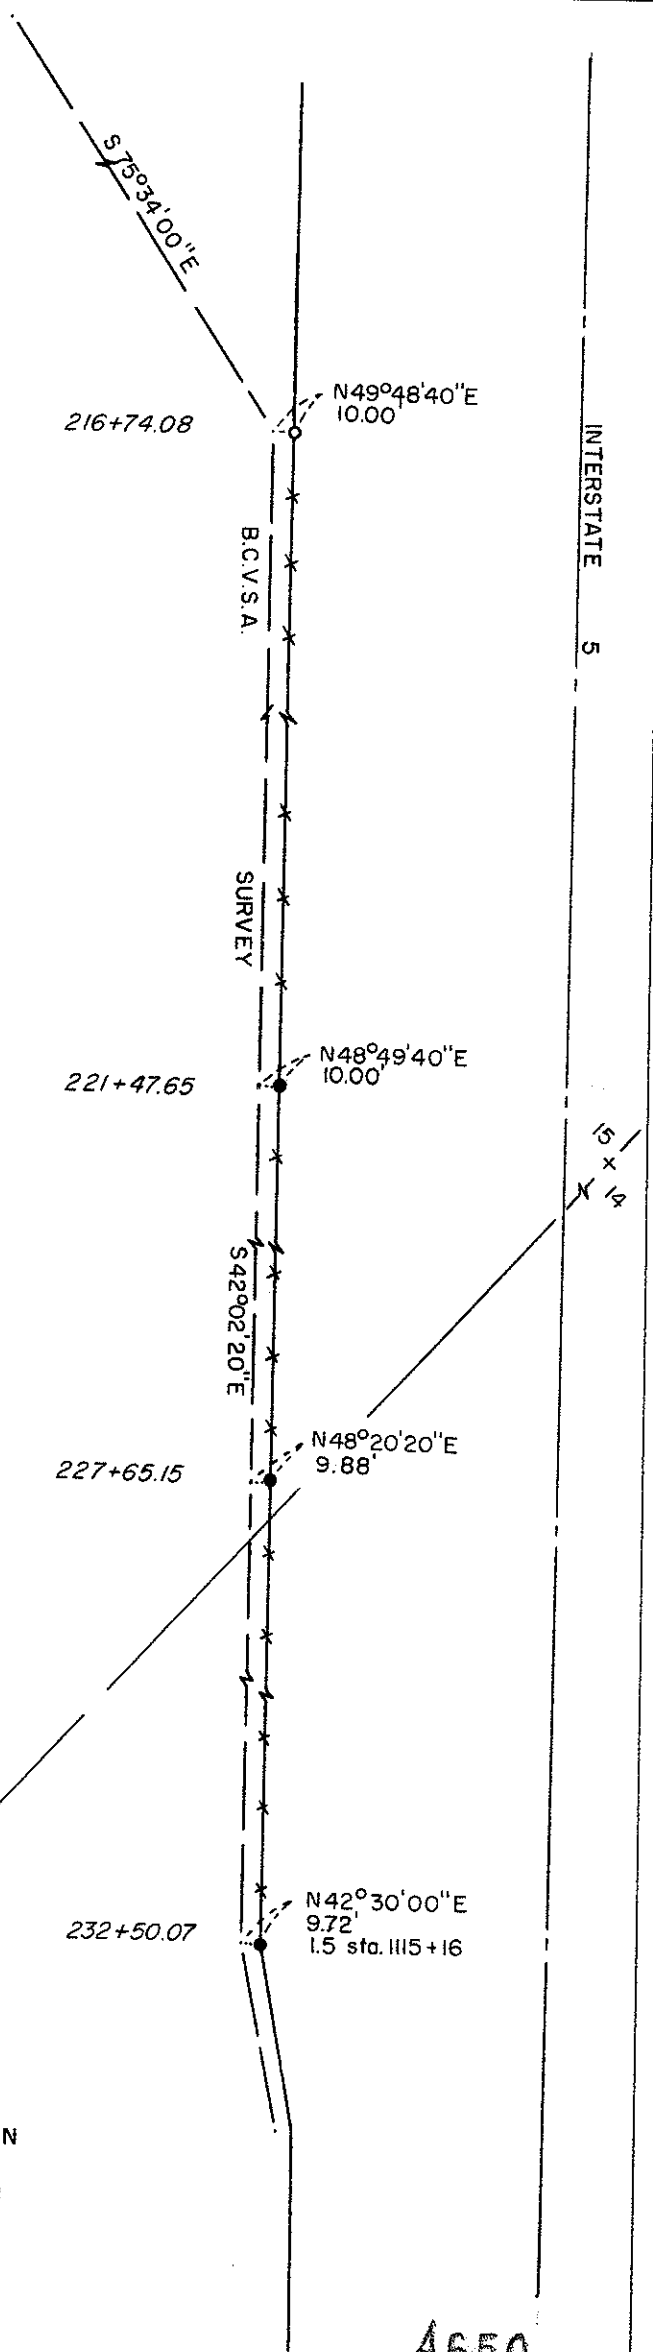 S 75°34'00"E
N49°48'40"E
10.00'
216+74.08
INTERSTATE 5
B.C.V.S.A.
SURVEY
N48°49'40"E
10.00'
221+47.65
15
14
S42°02'20"E
N48°20'20"E
9.88'
227+65.15
N42°30'00"E
9.72'
1.5 sta. 1115+16
232+50.07
N